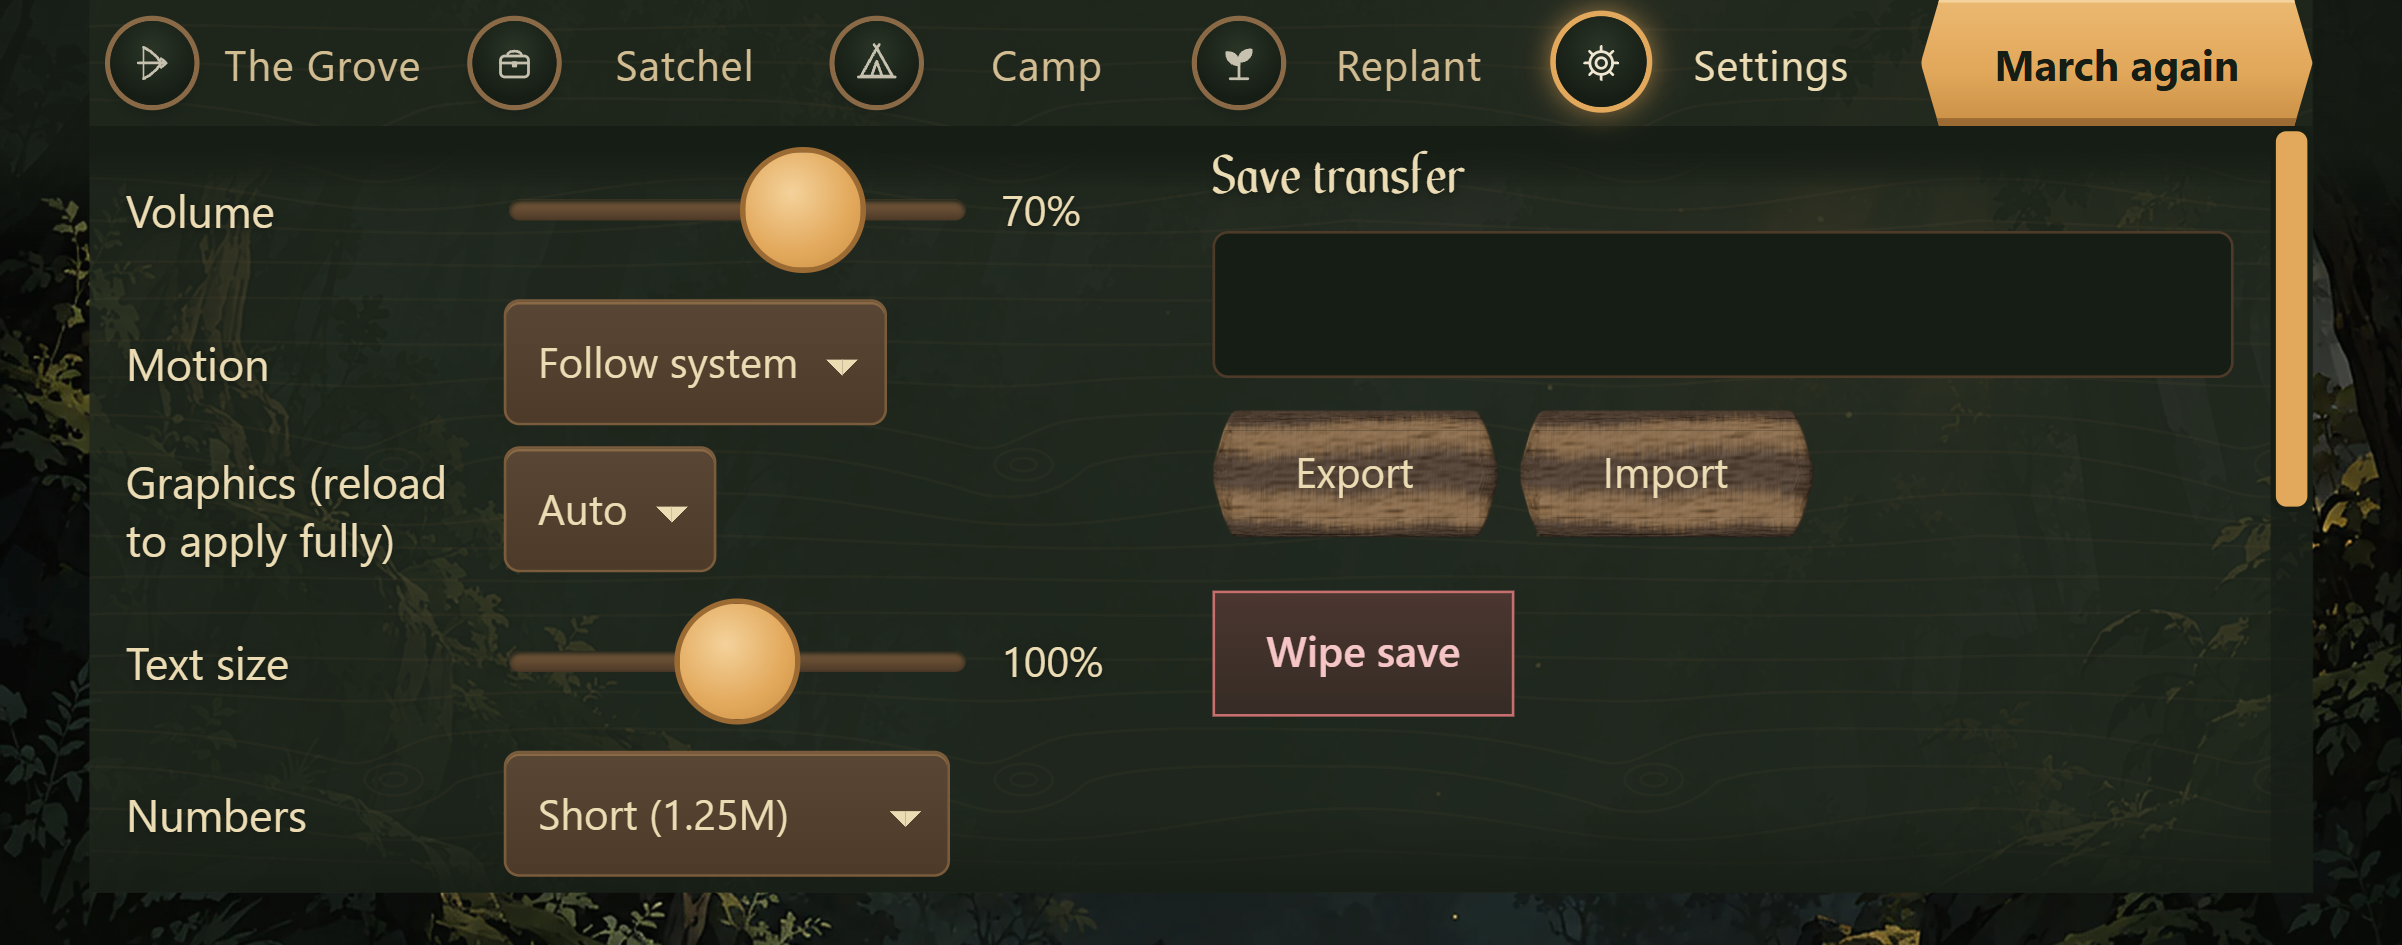 The Grove
Satchel
Camp
Replant
Settings
March again
Volume
70%
Motion
Follow system
Graphics (reload
to apply fully)
Auto
Text size
100%
Numbers
Short (1.25M)
Save transfer
Export
Import
Wipe save